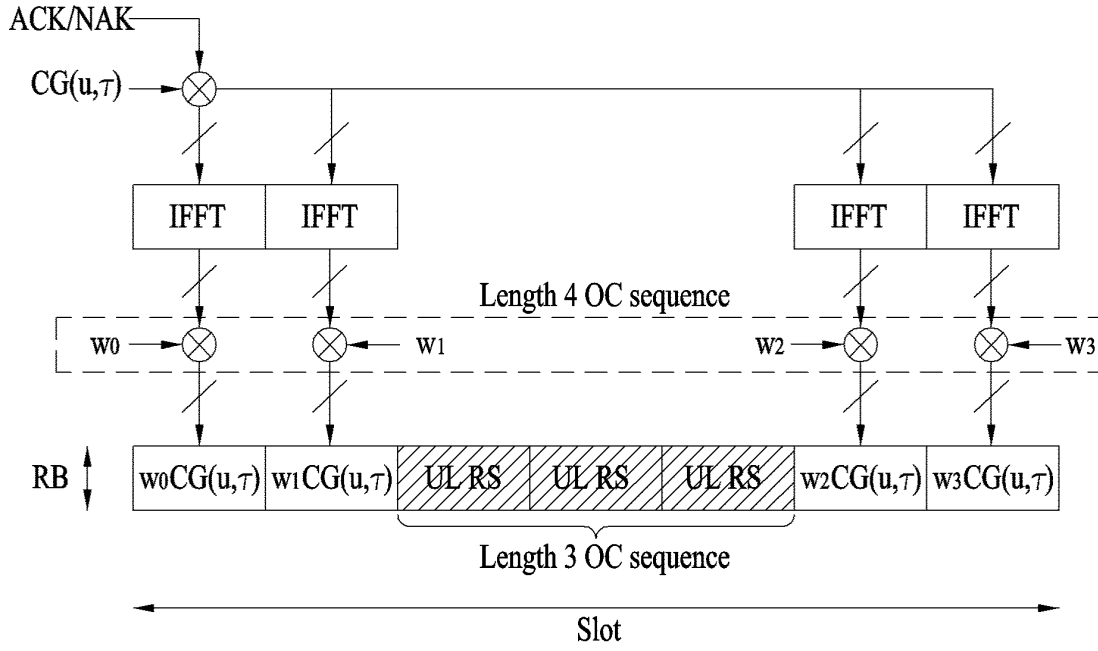 ACK/NAK
CG(u,τ)
IFFT IFFT IFFT IFFT
Length 4 OC sequence
w0 w1 w2 w3
RB w0CG(u,τ) w1CG(u,τ) UL RS UL RS UL RS w2CG(u,τ) w3CG(u,τ)
Length 3 OC sequence
Slot